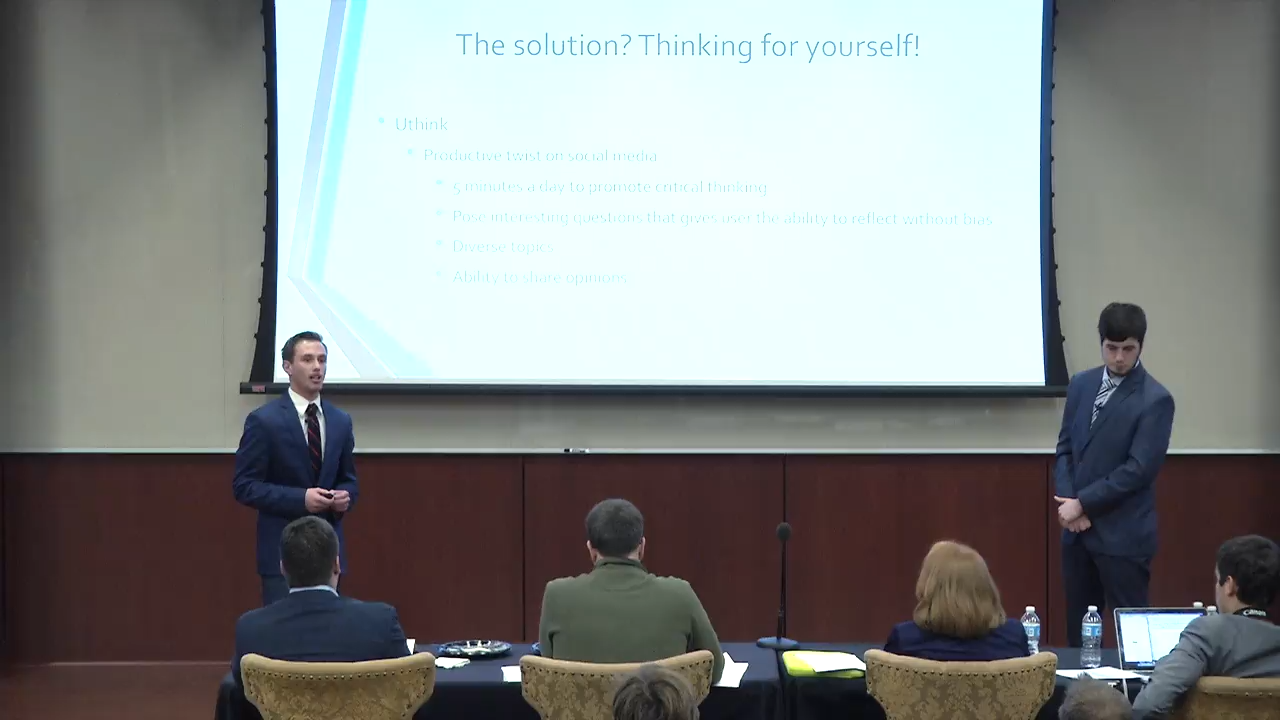 The solution? Thinking for yourself!
Uthink
Productive twist on social media
5 minutes a day to promote critical thinking
Pose interesting questions that gives user the ability to reflect without bias
Diverse topics
Ability to share opinions
Canon